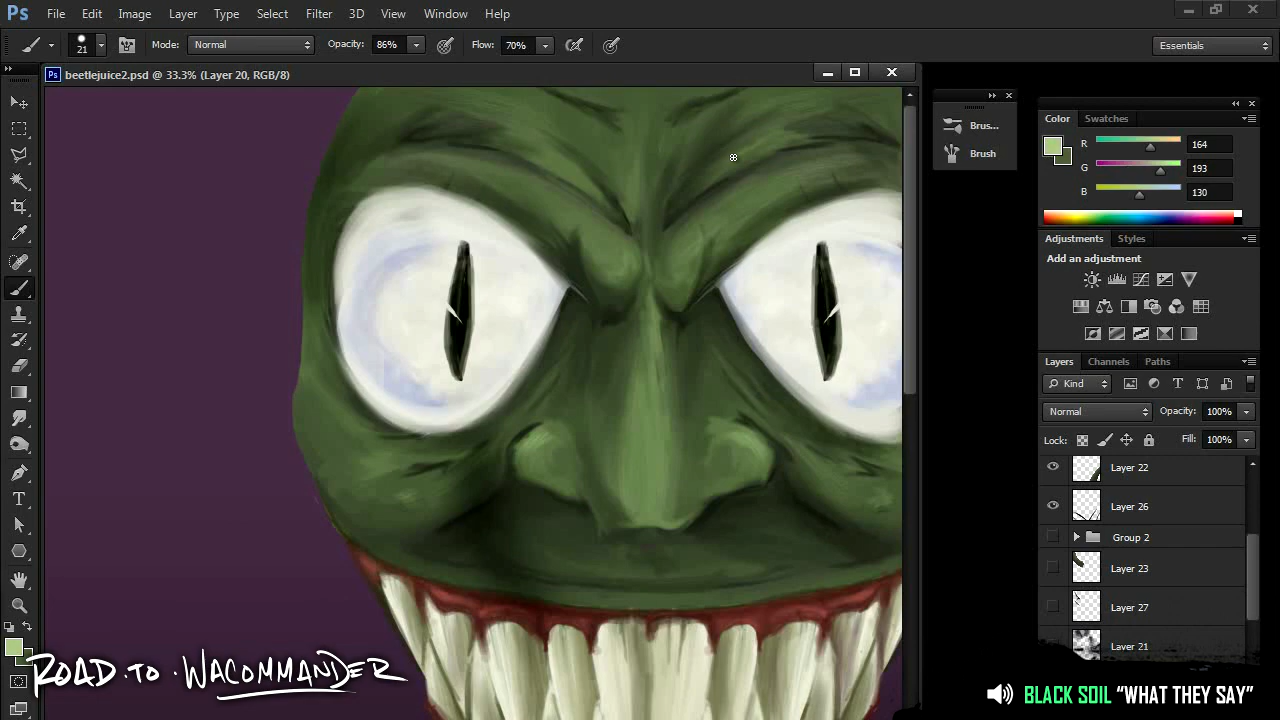 Ps File Edit Image Layer Type Select Filter 3D View Window Help
21 Mode: Normal Opacity: 86% Flow: 70% Essentials
Ps beetlejuice2.psd @ 33.3% (Layer 20, RGB/8)
Brus...
Brush
Color Swatches
R 164
G 193
B 130
Adjustments Styles
Add an adjustment
Layers Channels Paths
Kind
Normal Opacity: 100%
Lock: Fill: 100%
Layer 22
Layer 26
Group 2
Layer 23
Layer 27
Layer 21
ROAD·TO·WACOMMANDER
BLACK SOIL "WHAT THEY SAY"